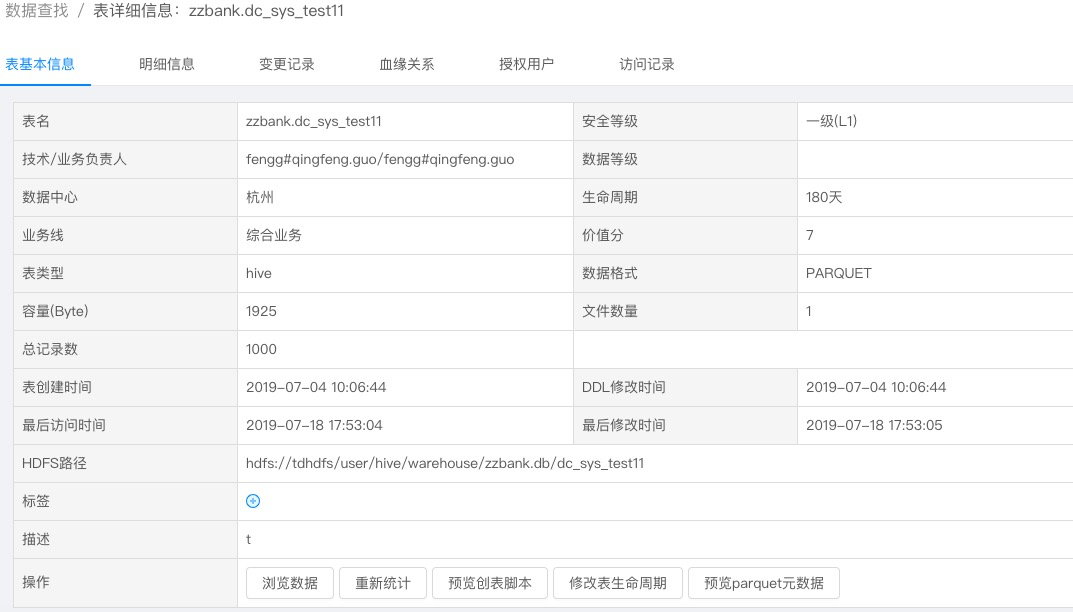 数据查找 / 表详细信息：zzbank.dc_sys_test11
表基本信息 明细信息 变更记录 血缘关系 授权用户 访问记录
表名 zzbank.dc_sys_test11 安全等级 一级(L1)
技术/业务负责人 fengg#qingfeng.guo/fengg#qingfeng.guo 数据等级
数据中心 杭州 生命周期 180天
业务线 综合业务 价值分 7
表类型 hive 数据格式 PARQUET
容量(Byte) 1925 文件数量 1
总记录数 1000
表创建时间 2019-07-04 10:06:44 DDL修改时间 2019-07-04 10:06:44
最后访问时间 2019-07-18 17:53:04 最后修改时间 2019-07-18 17:53:05
HDFS路径 hdfs://tdhdfs/user/hive/warehouse/zzbank.db/dc_sys_test11
标签
描述 t
操作 浏览数据 重新统计 预览创表脚本 修改表生命周期 预览parquet元数据